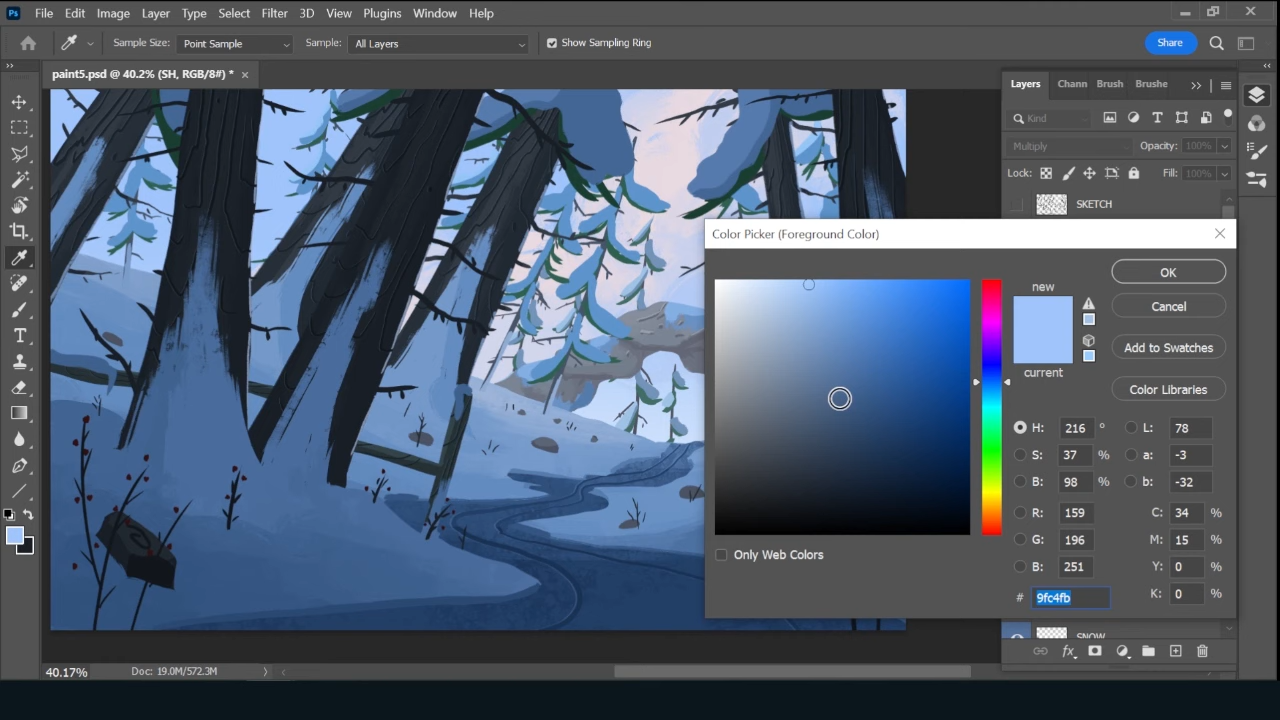 Ps File Edit Image Layer Type Select Filter 3D View Plugins Window Help
Sample Size: Point Sample Sample: All Layers Show Sampling Ring Share
paint5.psd @ 40.2% (SH, RGB/8#) * ×
Layers Chann Brush Brushe
Kind
Multiply Opacity: 100%
Lock: Fill: 100%
SKETCH
Color Picker (Foreground Color)
new
current
OK
Cancel
Add to Swatches
Color Libraries
H: 216 ° L: 78
S: 37 % a: -3
B: 98 % b: -32
R: 159 C: 34 %
G: 196 M: 15 %
B: 251 Y: 0 %
# 9fc4fb K: 0 %
Only Web Colors
SNOW
40.17% Doc: 19.0M/572.3M